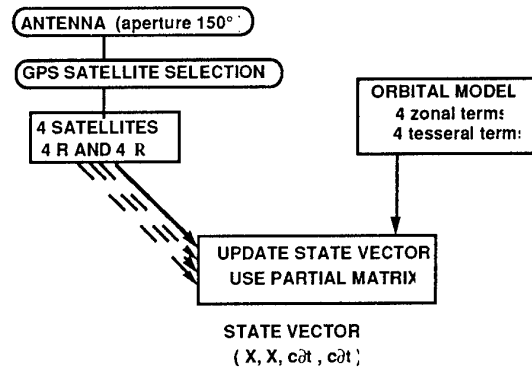 ANTENNA (aperture 150°)
GPS SATELLITE SELECTION
4 SATELLITES
4 R AND 4 R
ORBITAL MODEL
4 zonal terms
4 tesseral terms
UPDATE STATE VECTOR
USE PARTIAL MATRIX
STATE VECTOR
( X, X, c∂t , c∂t )